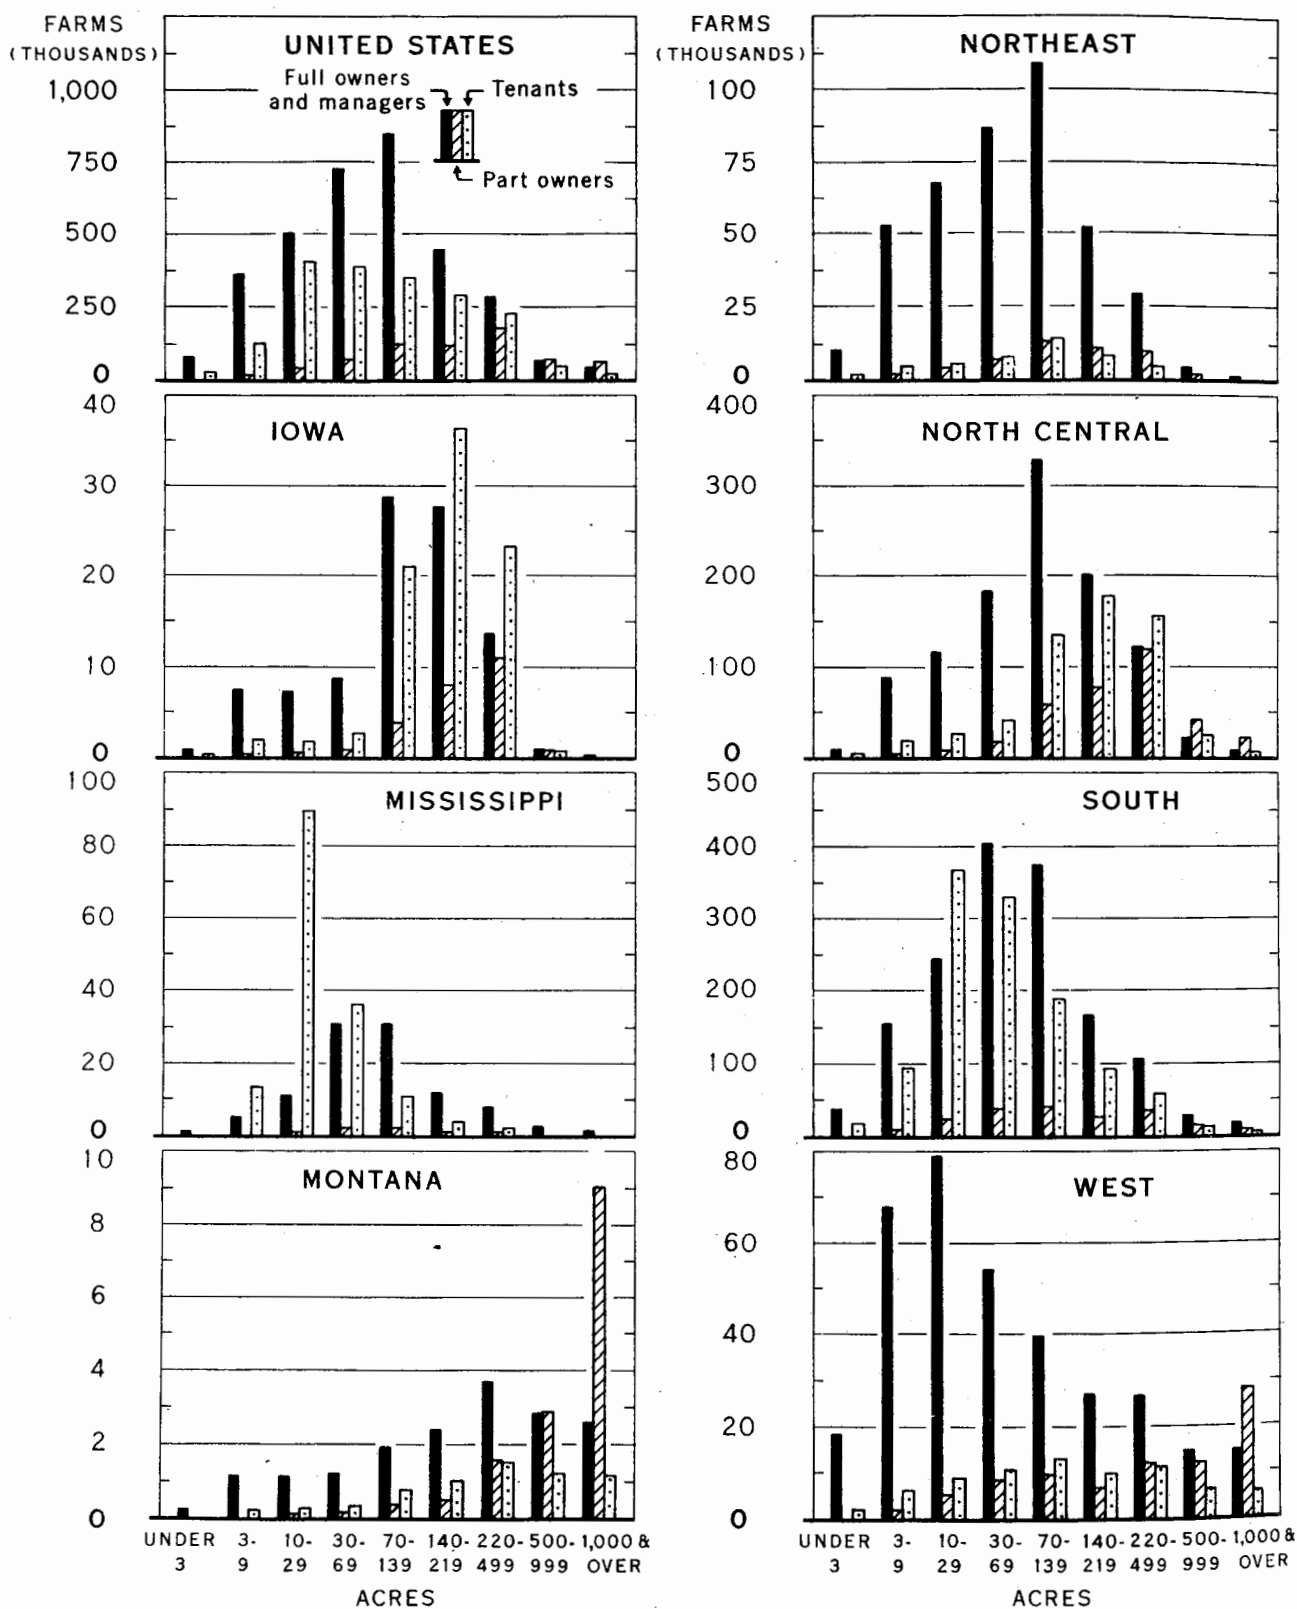 FARMS
(THOUSANDS)
UNITED STATES
Full owners
and managers
Tenants
Part owners
1,000
750
500
250
0
FARMS
(THOUSANDS)
NORTHEAST
100
75
50
25
0
IOWA
40
30
20
10
0
NORTH CENTRAL
400
300
200
100
0
MISSISSIPPI
100
80
60
40
20
0
SOUTH
500
400
300
200
100
0
MONTANA
10
8
6
4
2
0
WEST
80
60
40
20
0
UNDER 3- 10- 30- 70- 140- 220- 500- 1,000 &
3 9 29 69 139 219 499 999 OVER
ACRES
UNDER 3- 10- 30- 70- 140- 220- 500- 1,000 &
3 9 29 69 139 219 499 999 OVER
ACRES